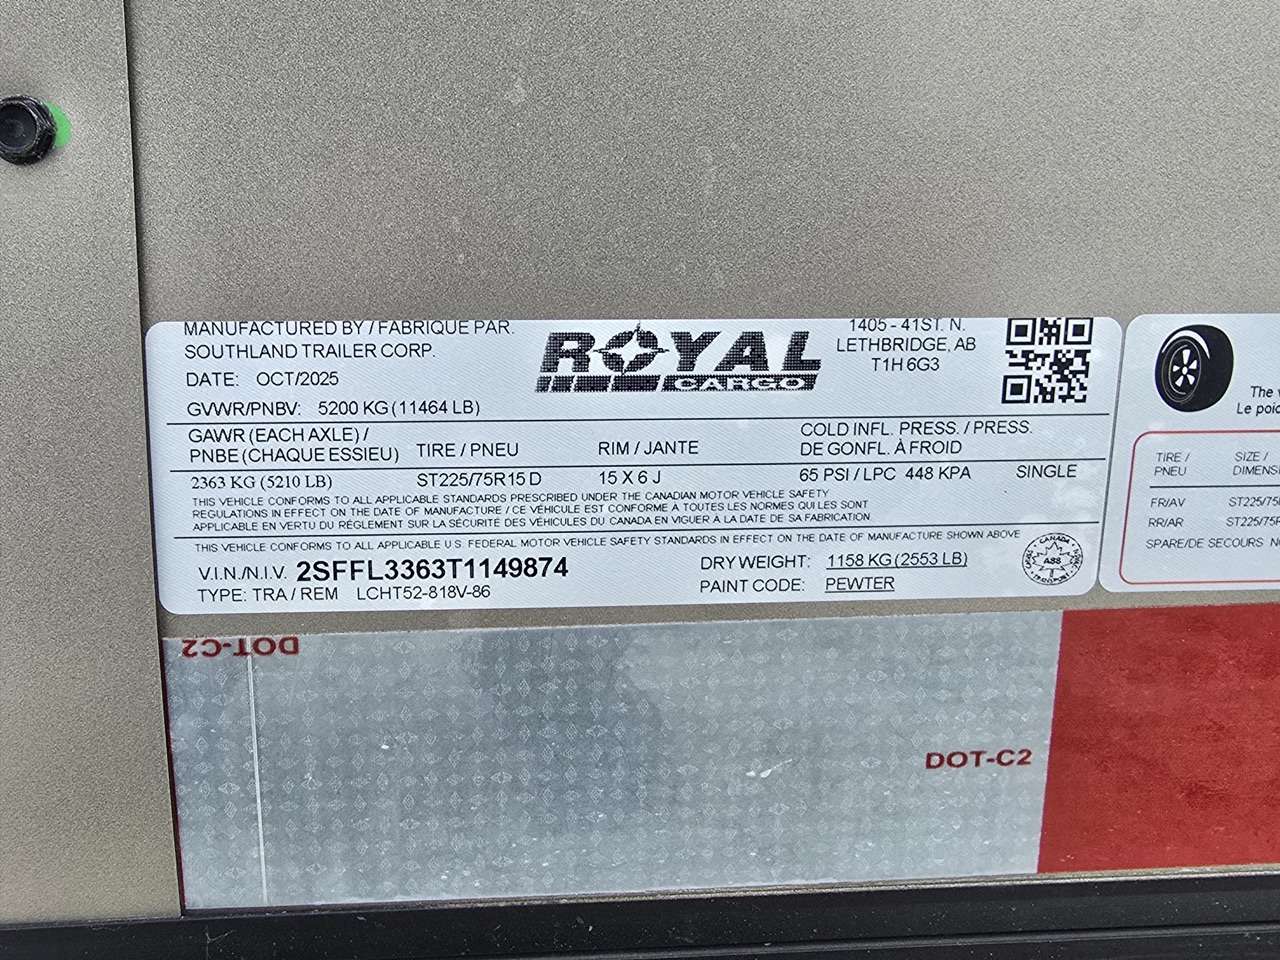 MANUFACTURED BY / FABRIQUE PAR.
SOUTHLAND TRAILER CORP.
DATE: OCT/2025
GVWR/PNBV: 5200 KG (11464 LB)
ROYAL
CARGO
1405 - 41ST. N.
LETHBRIDGE, AB
T1H 6G3
GAWR (EACH AXLE) /
PNBE (CHAQUE ESSIEU)
TIRE / PNEU
RIM / JANTE
COLD INFL. PRESS. / PRESS.
DE GONFL. À FROID
2363 KG (5210 LB)
ST225/75R15 D
15 X 6 J
65 PSI / LPC 448 KPA
SINGLE
THIS VEHICLE CONFORMS TO ALL APPLICABLE STANDARDS PRESCRIBED UNDER THE CANADIAN MOTOR VEHICLE SAFETY
REGULATIONS IN EFFECT ON THE DATE OF MANUFACTURE / CE VÉHICULE EST CONFORME A TOUTES LES NORMES QUI LES SONT
APPLICABLE EN VERTU DU RÉGLEMENT SUR LA SÉCURITÉ DES VÉHICULES DU CANADA EN VIGUER À LA DATE DE SA FABRICATION.
THIS VEHICLE CONFORMS TO ALL APPLICABLE U.S. FEDERAL MOTOR VEHICLE SAFETY STANDARDS IN EFFECT ON THE DATE OF MANUFACTURE SHOWN ABOVE
V.I.N./N.I.V. 2SFFL3363T1149874
TYPE: TRA / REM LCHT52-818V-86
DRY WEIGHT: 1158 KG (2553 LB)
PAINT CODE: PEWTER
CANADA
A88
TRANSPORT
The
Le
TIRE /
PNEU
SIZE /
FR/AV
RR/AR
SPARE/DE SECOURS
DOT-C2
DOT-C2